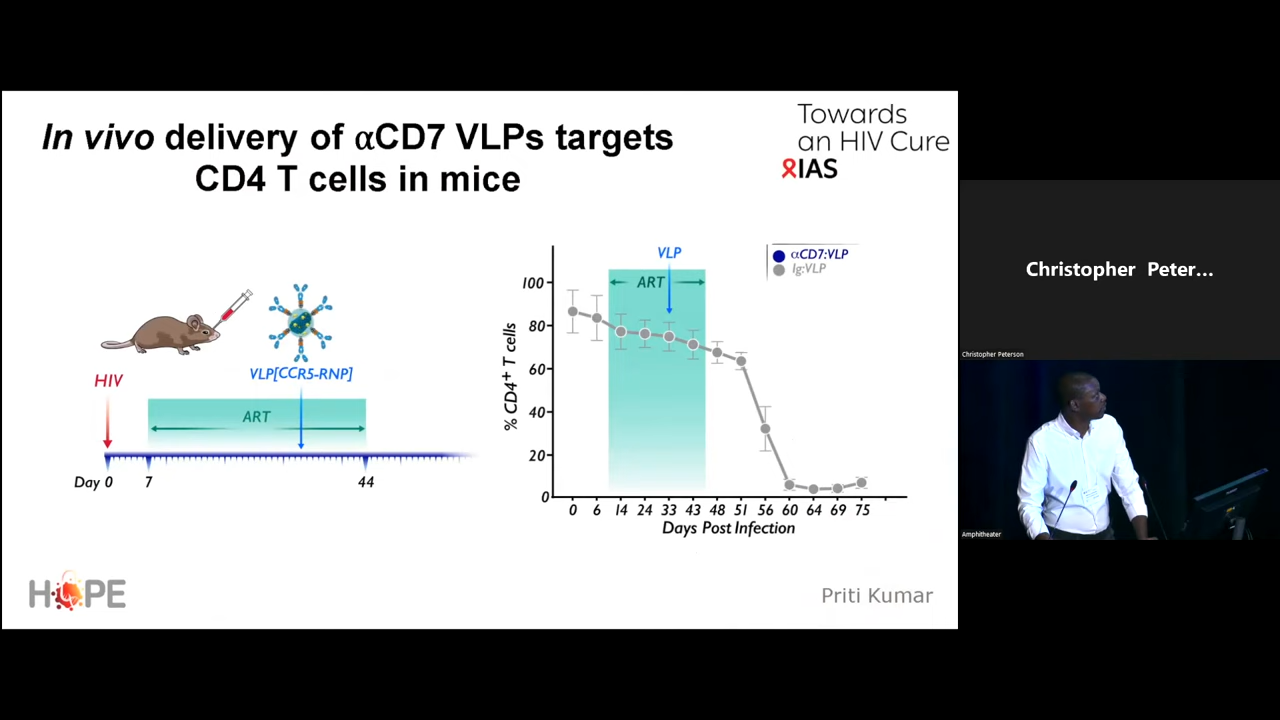 In vivo delivery of αCD7 VLPs targets
CD4 T cells in mice
Towards
an HIV Cure
IAS
HIV
VLP[CCR5-RNP]
ART
Day 0 7 44
VLP
ART
αCD7:VLP
Ig:VLP
% CD4+ T cells
100
80
60
40
20
0
0 6 14 24 33 43 48 51 56 60 64 69 75
Days Post Infection
HOPE
Priti Kumar
Christopher Peter...
Christopher Peterson
Amphitheater